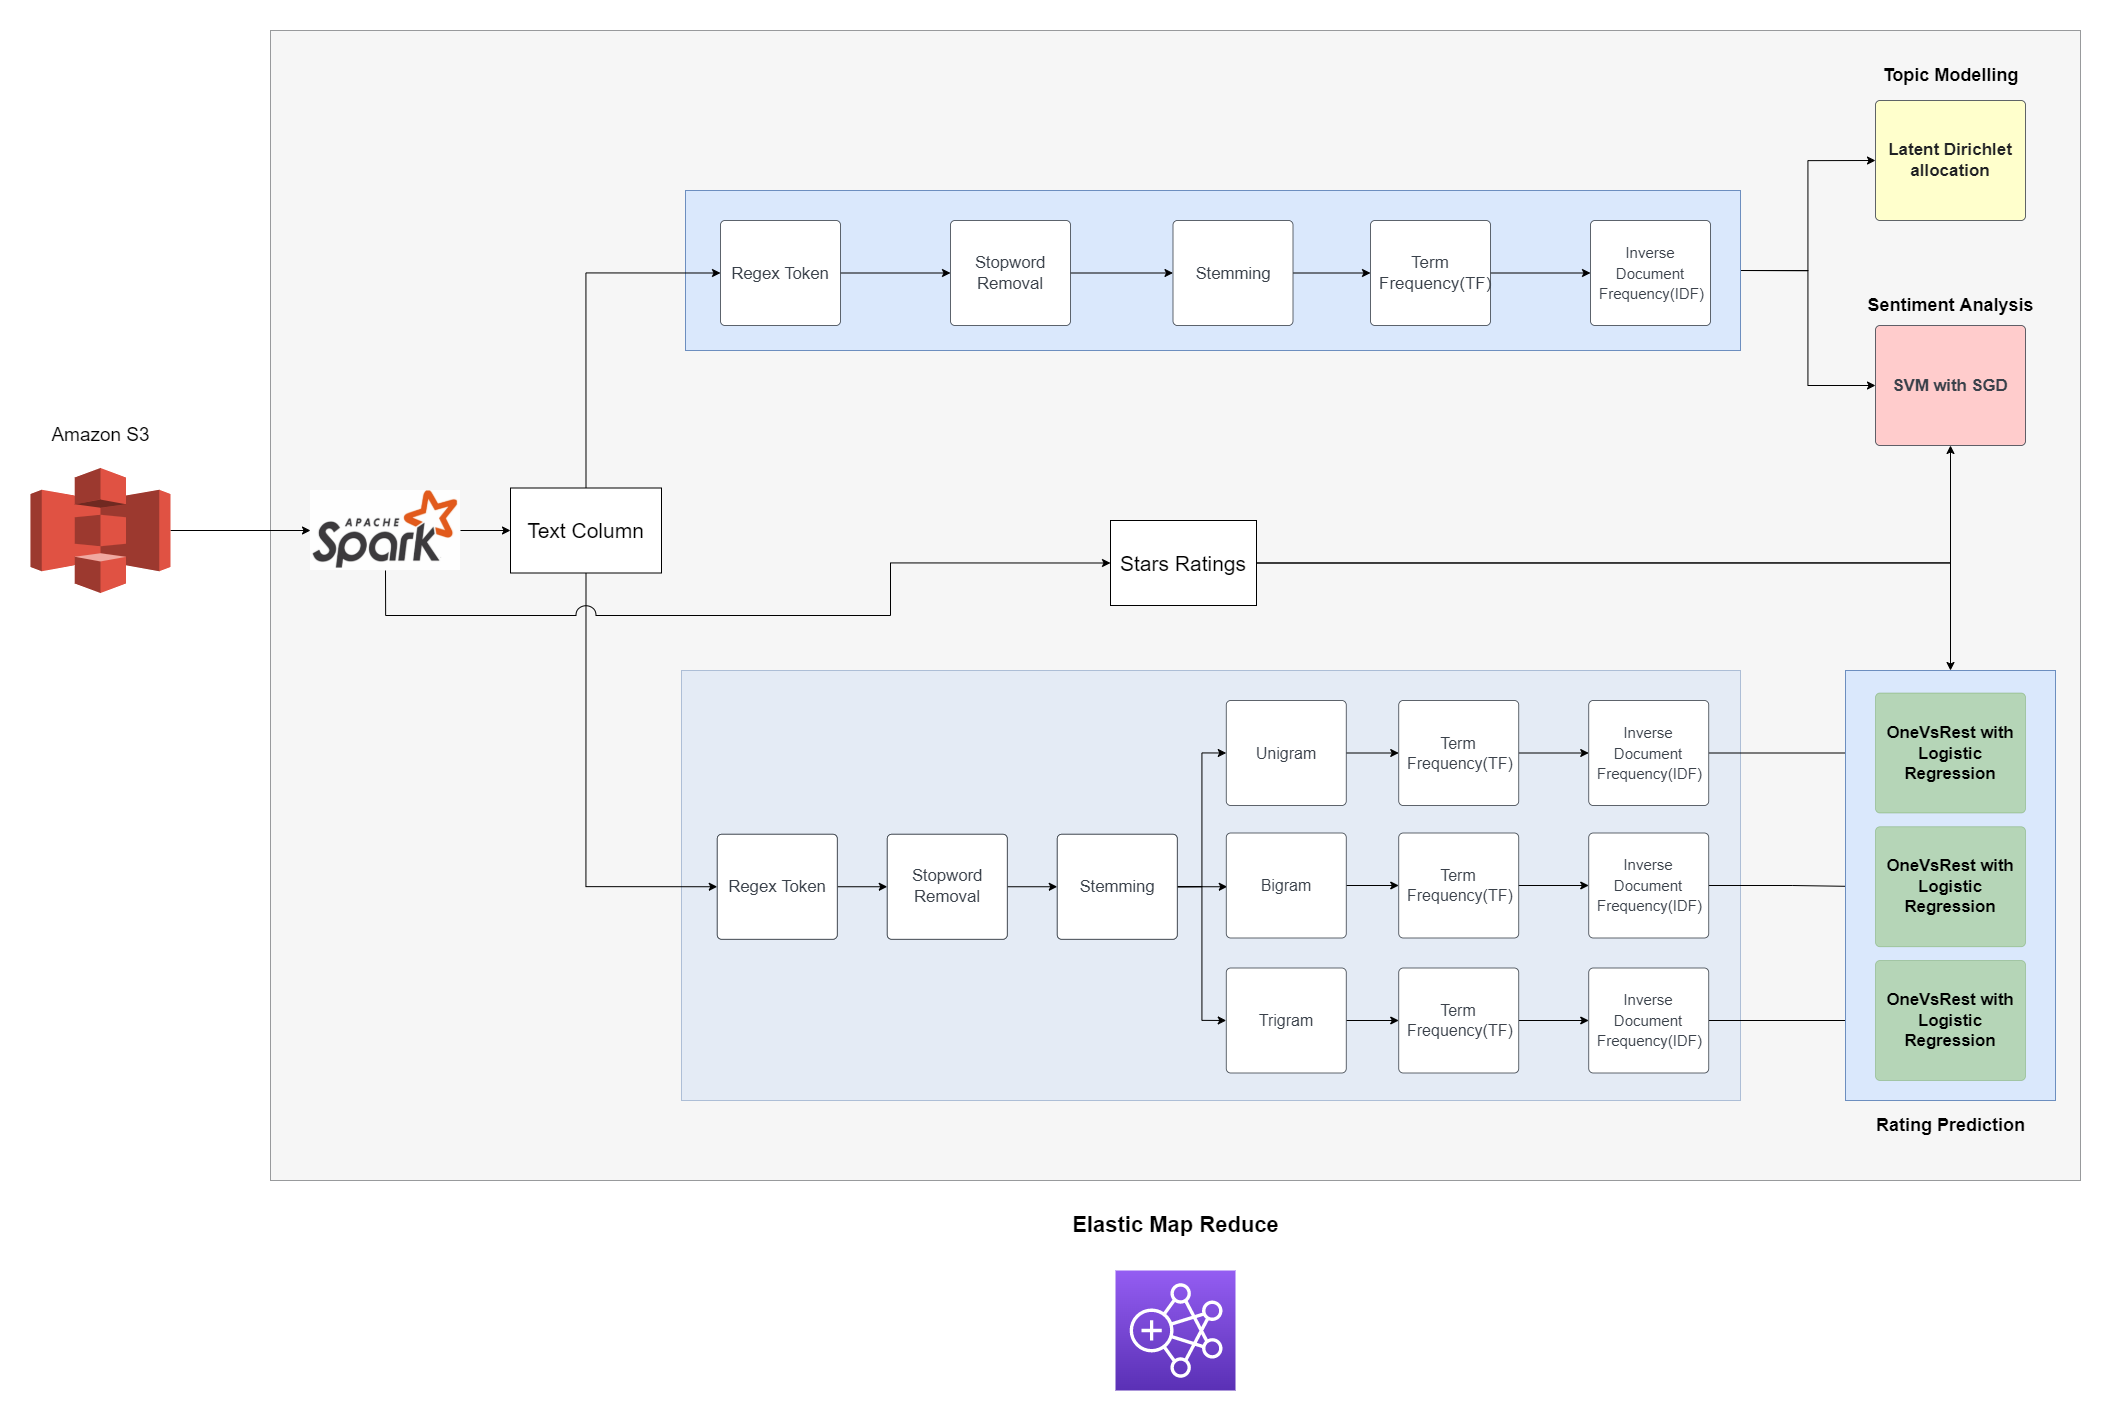 Topic Modelling
Latent Dirichlet
allocation
Regex Token
Stopword
Removal
Stemming
Term
Frequency(TF)
Inverse
Document
Frequency(IDF)
Sentiment Analysis
SVM with SGD
Amazon S3
APACHE
Spark
Text Column
Stars Ratings
Unigram
Term
Frequency(TF)
Inverse
Document
Frequency(IDF)
OneVsRest with
Logistic
Regression
Regex Token
Stopword
Removal
Stemming
Bigram
Term
Frequency(TF)
Inverse
Document
Frequency(IDF)
OneVsRest with
Logistic
Regression
Trigram
Term
Frequency(TF)
Inverse
Document
Frequency(IDF)
OneVsRest with
Logistic
Regression
Rating Prediction
Elastic Map Reduce